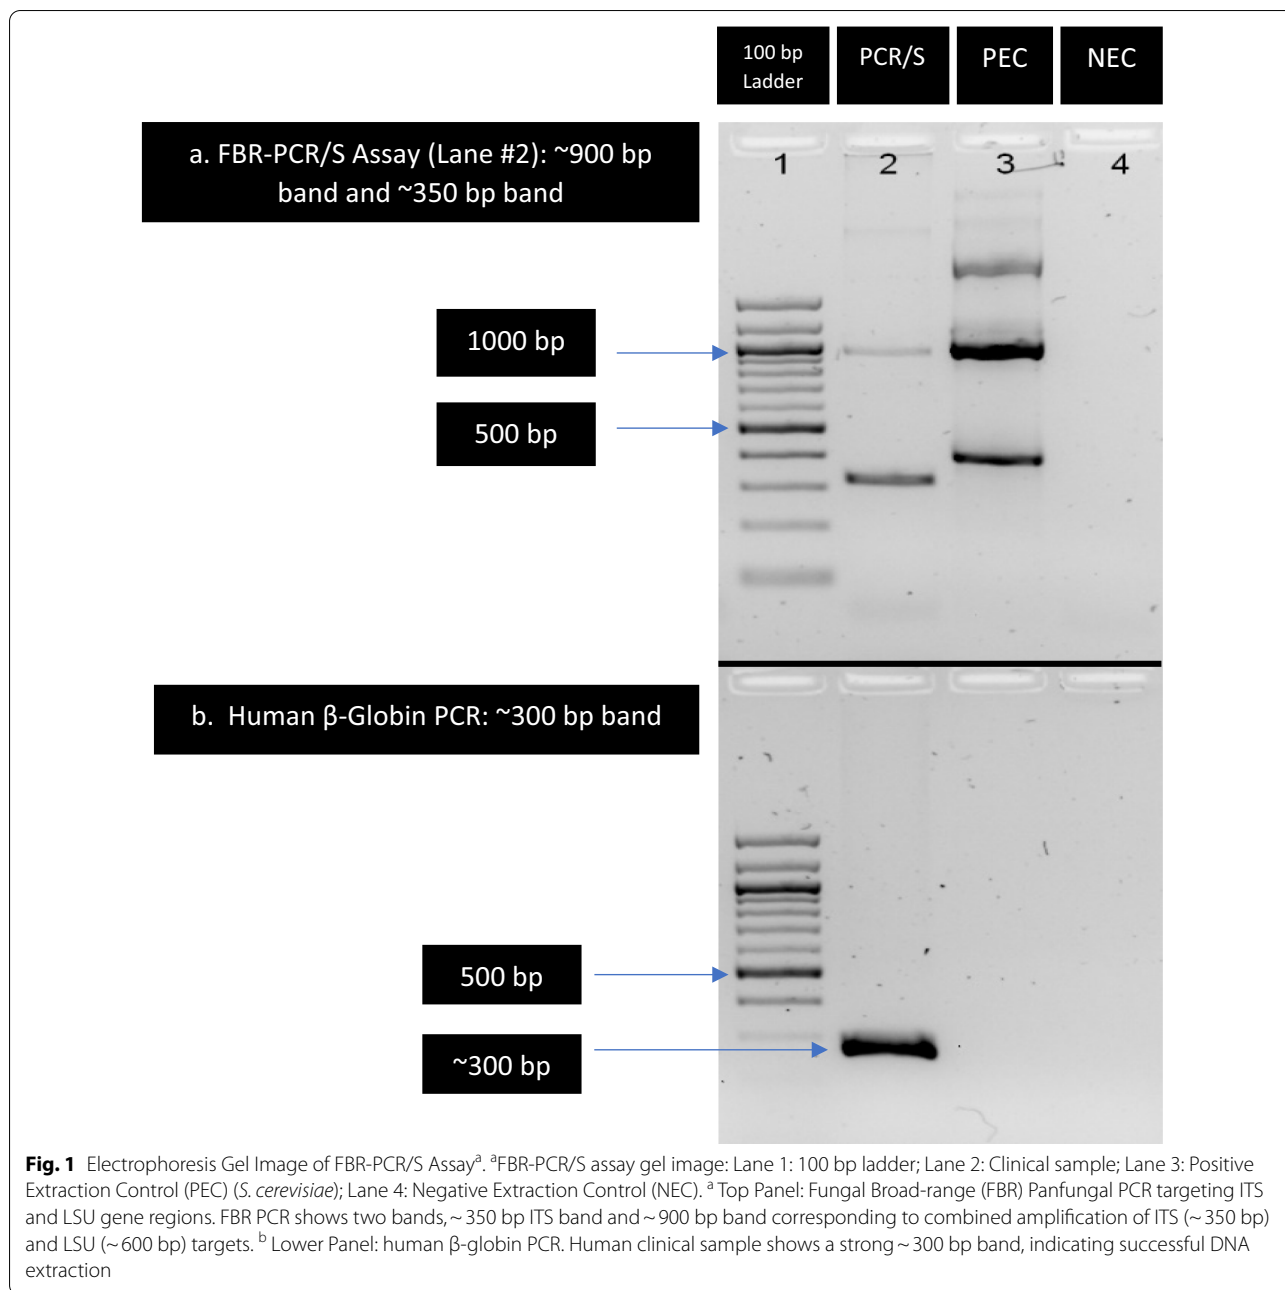 100 bp
Ladder
PCR/S
PEC
NEC
a. FBR-PCR/S Assay (Lane #2): ~900 bp
band and ~350 bp band
1
2
3
4
1000 bp
500 bp
b. Human β-Globin PCR: ~300 bp band
500 bp
~300 bp
Fig. 1 Electrophoresis Gel Image of FBR-PCR/S Assayᵃ. ᵃFBR-PCR/S assay gel image: Lane 1: 100 bp ladder; Lane 2: Clinical sample; Lane 3: Positive
Extraction Control (PEC) (S. cerevisiae); Lane 4: Negative Extraction Control (NEC). ᵃ Top Panel: Fungal Broad-range (FBR) Panfungal PCR targeting ITS
and LSU gene regions. FBR PCR shows two bands, ~ 350 bp ITS band and ~ 900 bp band corresponding to combined amplification of ITS (~ 350 bp)
and LSU (~ 600 bp) targets. ᵇ Lower Panel: human β-globin PCR. Human clinical sample shows a strong ~ 300 bp band, indicating successful DNA
extraction